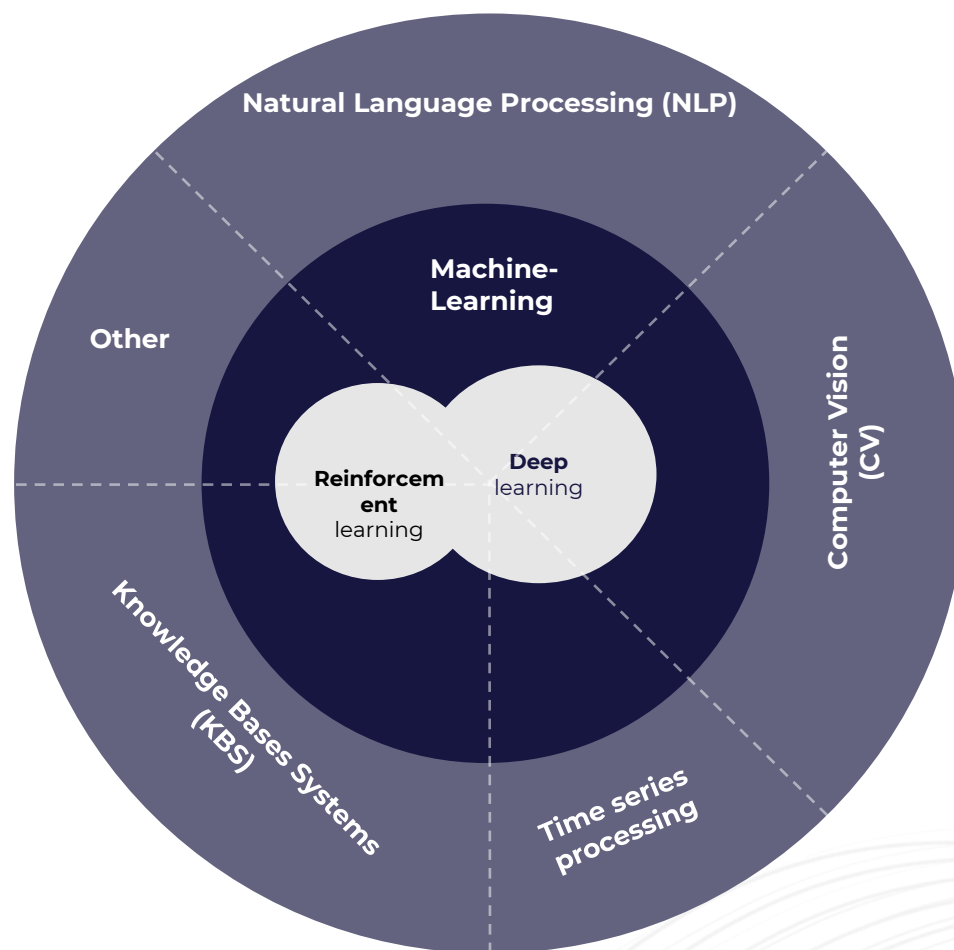 Natural Language Processing (NLP)
Machine-
Learning
Other
Computer Vision
(CV)
Deep
learning
Reinforcem
ent
learning
Knowledge Bases Systems
(KBS)
Time series
processing